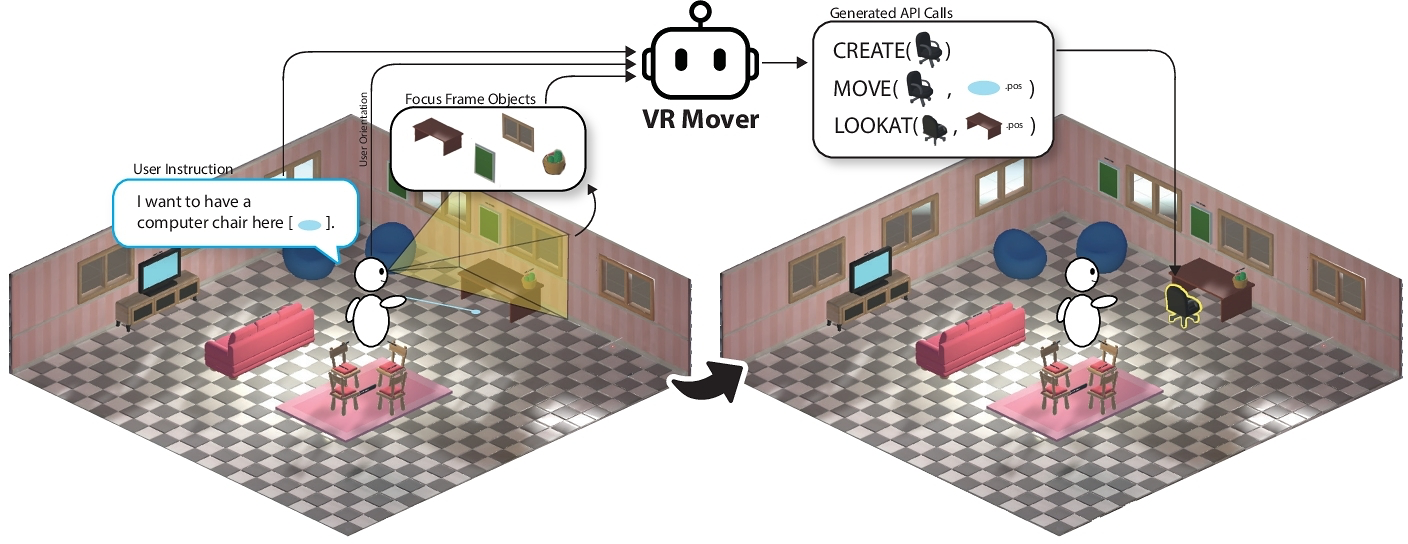 Generated API Calls
CREATE( )
MOVE( , .pos )
LOOKAT( , .pos )
VR Mover
User Orientation
Focus Frame Objects
User Instruction
I want to have a
computer chair here [ ].